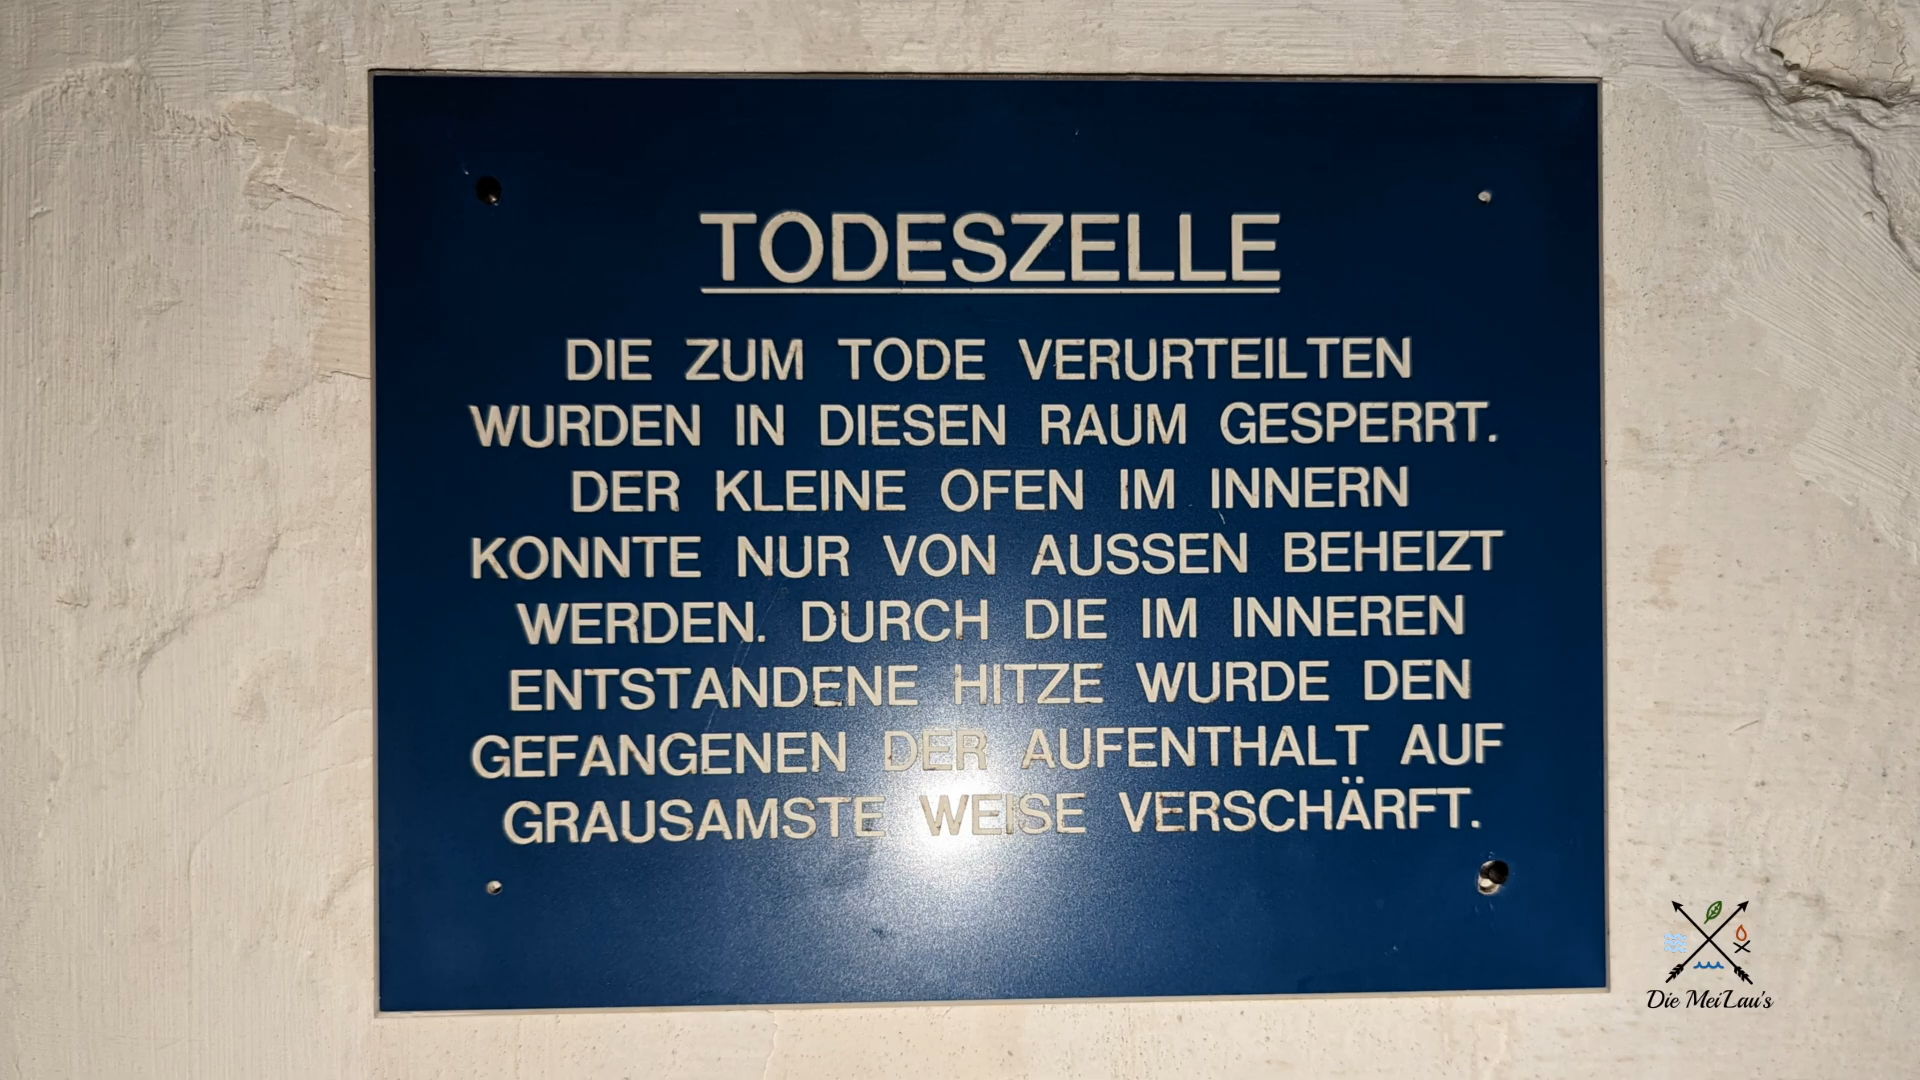 TODESZELLE
DIE ZUM TODE VERURTEILTEN
WURDEN IN DIESEN RAUM GESPERRT.
DER KLEINE OFEN IM INNERN
KONNTE NUR VON AUSSEN BEHEIZT
WERDEN. DURCH DIE IM INNEREN
ENTSTANDENE HITZE WURDE DEN
GEFANGENEN DER AUFENTHALT AUF
GRAUSAMSTE WEISE VERSCHÄRFT.
Die MeiLau's